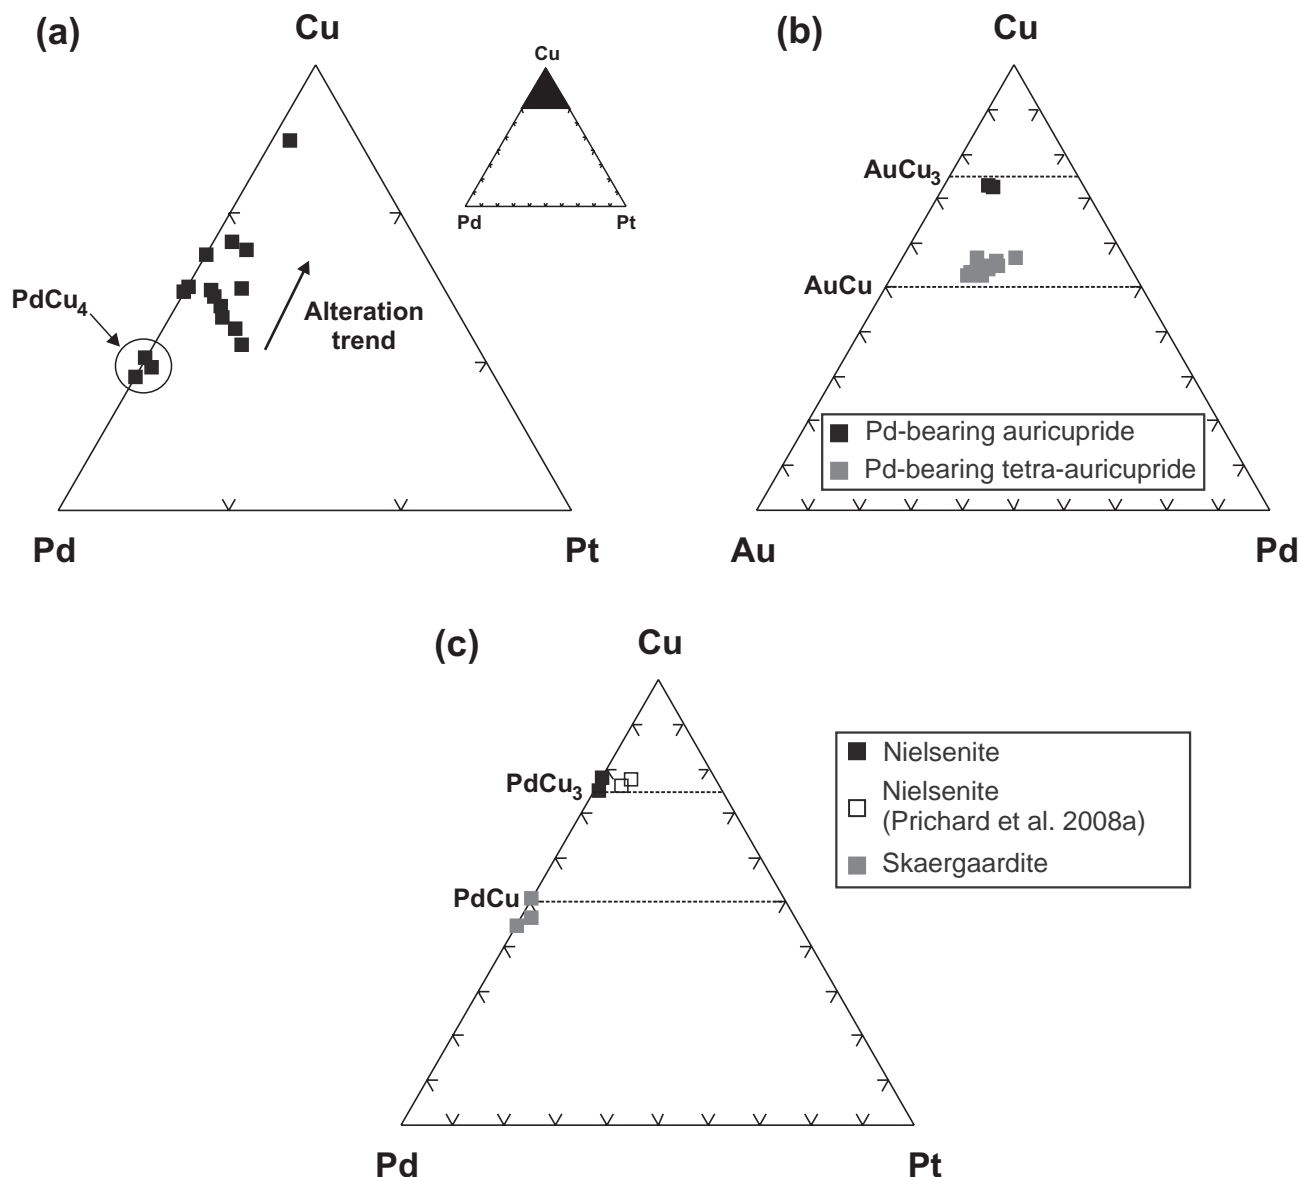 (a)
Cu
Cu
Pd
Pt
PdCu4
Alteration
trend
Pd
Pt
(b)
Cu
AuCu3
AuCu
Pd-bearing auricupride
Pd-bearing tetra-auricupride
Au
Pd
(c)
Cu
PdCu3
PdCu
Nielsenite
Nielsenite
(Prichard et al. 2008a)
Skaergaardite
Pd
Pt